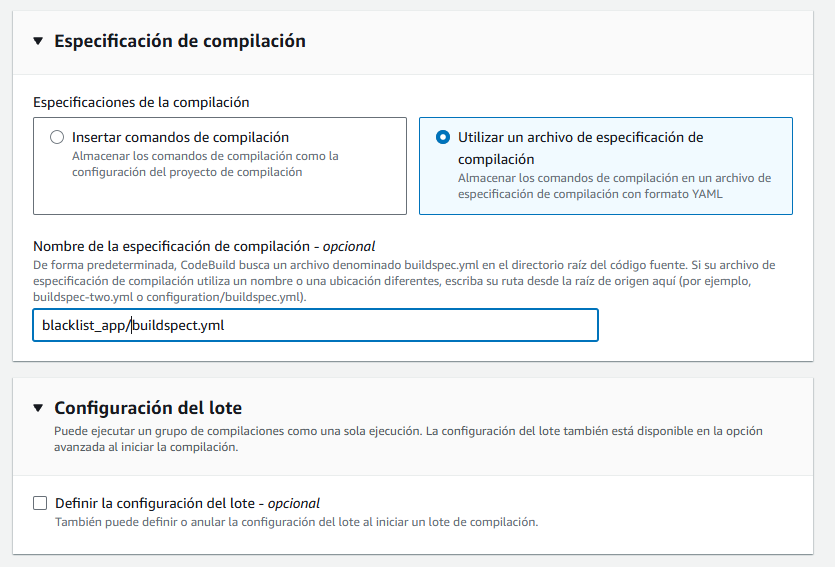 Especificación de compilación
Especificaciones de la compilación
Insertar comandos de compilación
Almacenar los comandos de compilación como la
configuración del proyecto de compilación
Utilizar un archivo de especificación de
compilación
Almacenar los comandos de compilación en un archivo de
especificación de compilación con formato YAML
Nombre de la especificación de compilación - opcional
De forma predeterminada, CodeBuild busca un archivo denominado buildspec.yml en el directorio raíz del código fuente. Si su archivo de
especificación de compilación utiliza un nombre o una ubicación diferentes, escriba su ruta desde la raíz de origen aquí (por ejemplo,
buildspec-two.yml o configuration/buildspec.yml).
blacklist_app/buildspect.yml
Configuración del lote
Puede ejecutar un grupo de compilaciones como una sola ejecución. La configuración del lote también está disponible en la opción
avanzada al iniciar la compilación.
Definir la configuración del lote - opcional
También puede definir o anular la configuración del lote al iniciar un lote de compilación.